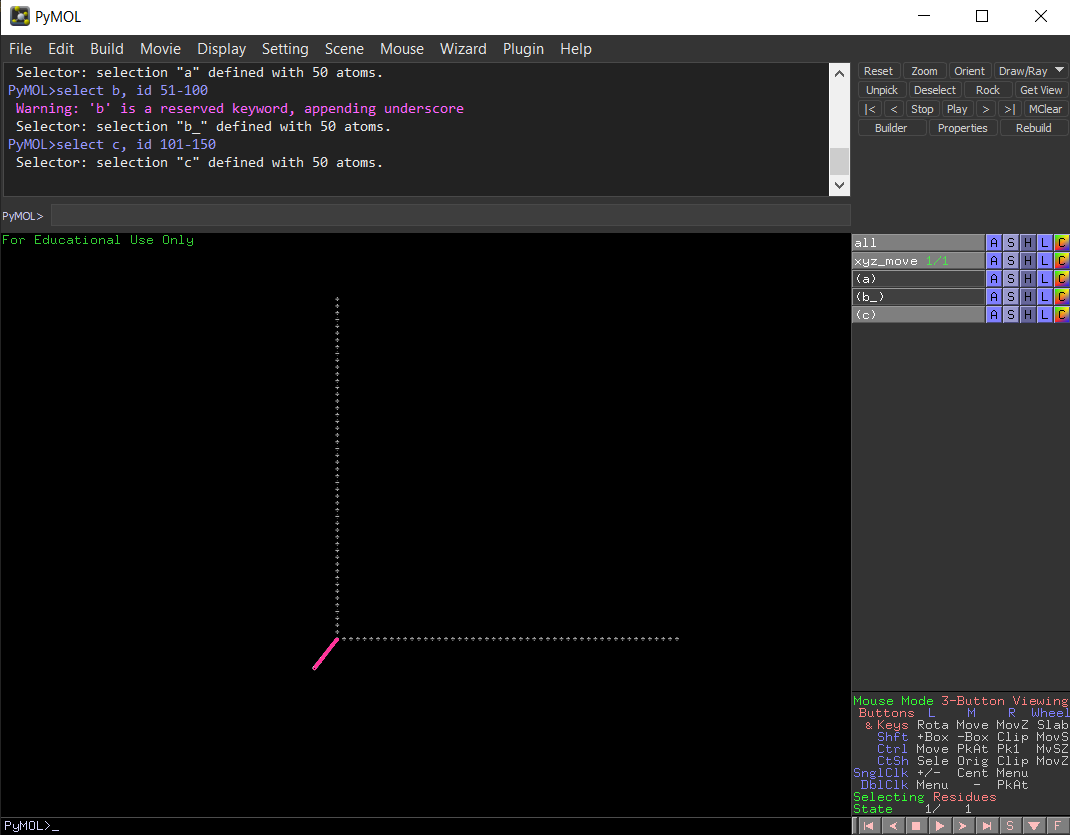 PyMOL
File Edit Build Movie Display Setting Scene Mouse Wizard Plugin Help
Selector: selection "a" defined with 50 atoms.
PyMOL>select b, id 51-100
Warning: 'b' is a reserved keyword, appending underscore
Selector: selection "b_" defined with 50 atoms.
PyMOL>select c, id 101-150
Selector: selection "c" defined with 50 atoms.
Reset Zoom Orient Draw/Ray
Unpick Deselect Rock Get View
|< < Stop Play > >| MClear
Builder Properties Rebuild
PyMOL>
For Educational Use Only
all A S H L C
xyz_move 1/1 A S H L C
(a) A S H L C
(b_) A S H L C
(c) A S H L C
Mouse Mode 3-Button Viewing
Buttons L M R Wheel
& Keys Rota Move MovZ Slab
Shft +Box -Box Clip MovS
Ctrl Move PkAt Pk1 MvSZ
CtSh Sele Orig Clip MovZ
SnglClk +/- Cent Menu
DblClk Menu - PkAt
Selecting Residues
State 1/ 1
PyMOL>_
S F